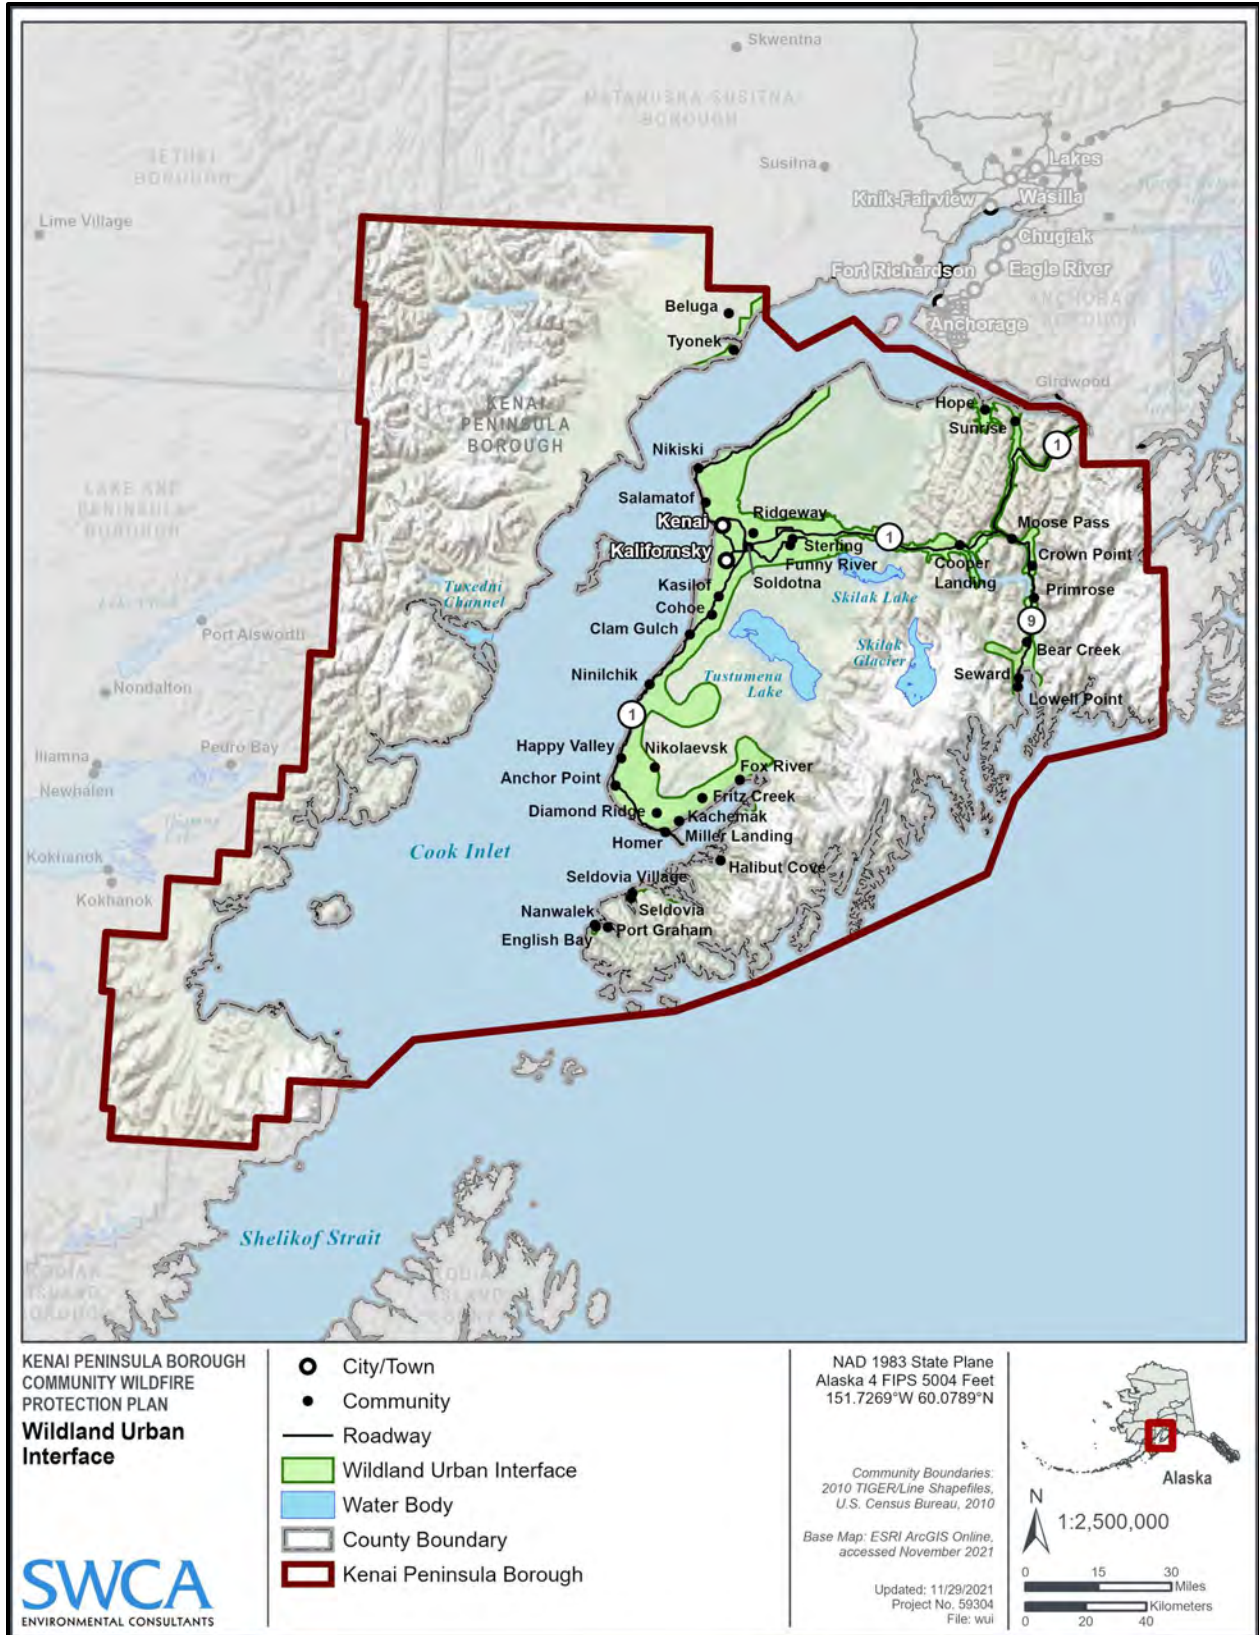 Skwentna
MATANUSKA-SUSITNA
BOROUGH
Susitna
Lakes
Knik-Fairview
Wasilla
Chugiak
Fort Richardson
Eagle River
Anchorage
BOROUGH
Girdwood
Lime Village
BOROUGH
Beluga
Tyonek
KENAI
PENINSULA
BOROUGH
Hope
Sunrise
1
Nikiski
Salamatof
Kenai
Ridgeway
Moose Pass
1
Kalifornsky
Sterling
Crown Point
Funny River
Cooper
Landing
Soldotna
Kasilof
Skilak Lake
Primrose
Cohoe
Clam Gulch
9
Bear Creek
Skilak
Glacier
Tuxedni
Channel
LAKE AND
PENINSULA
BOROUGH
Port Alsworth
Nondalton
Ninilchik
Tustumena
Lake
Seward
Lowell Point
1
Happy Valley
Nikolaevsk
Iliamna
Pedro Bay
Newhalen
Anchor Point
Fox River
Fritz Creek
Diamond Ridge
Kachemak
Homer
Miller Landing
Kokhanok
Kokhanok
Cook Inlet
Halibut Cove
Seldovia Village
Nanwalek
Seldovia
English Bay
Port Graham
Shelikof Strait
KENAI PENINSULA BOROUGH
COMMUNITY WILDFIRE
PROTECTION PLAN
Wildland Urban
Interface
SWCA
ENVIRONMENTAL CONSULTANTS
City/Town
Community
Roadway
Wildland Urban Interface
Water Body
County Boundary
Kenai Peninsula Borough
NAD 1983 State Plane
Alaska 4 FIPS 5004 Feet
151.7269°W 60.0789°N
Community Boundaries:
2010 TIGER/Line Shapefiles,
U.S. Census Bureau, 2010
Base Map: ESRI ArcGIS Online,
accessed November 2021
Updated: 11/29/2021
Project No. 59304
File: wui
Alaska
N
1:2,500,000
0 15 30
Miles
Kilometers
0 20 40